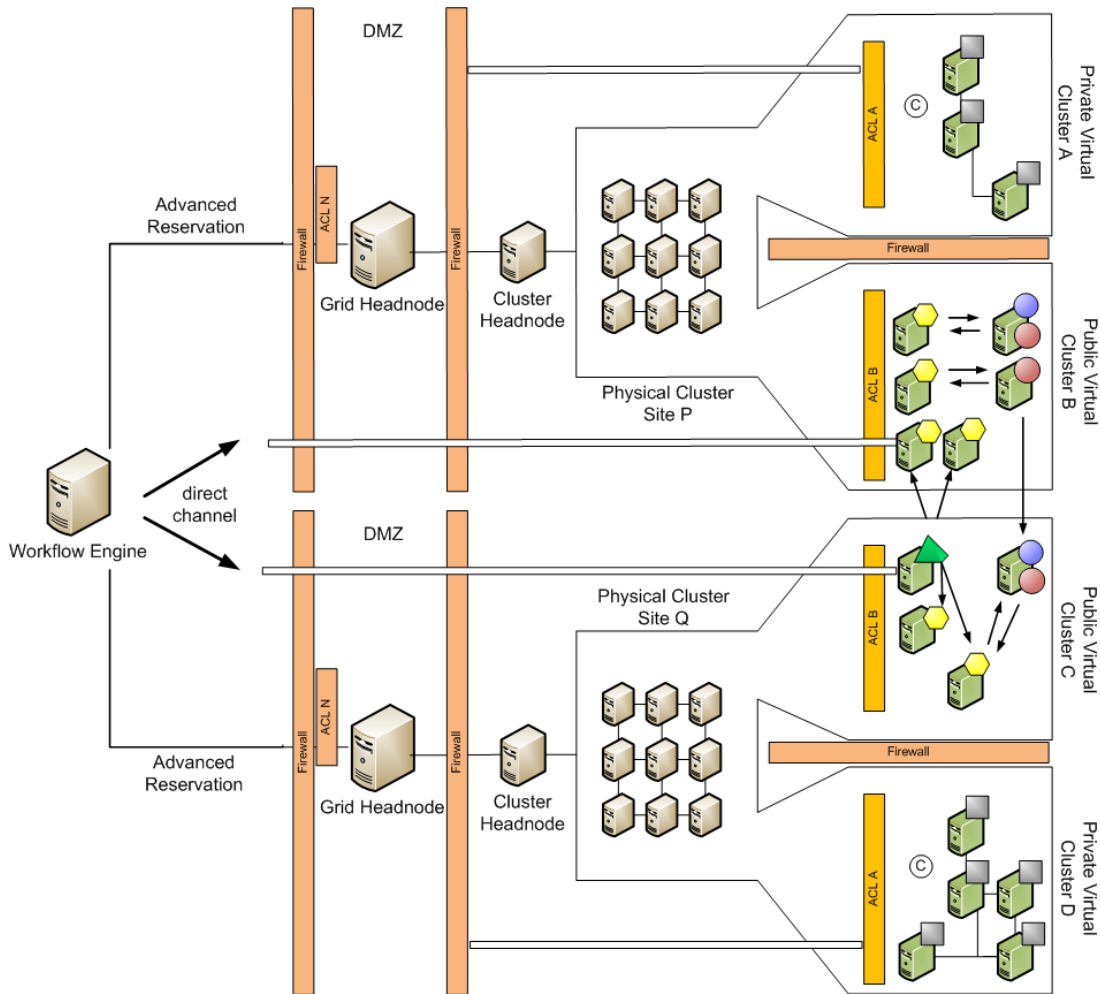 DMZ
Private Virtual
Cluster A
ACL A
C
Advanced
Reservation
ACL N
Firewall
Firewall
Grid Headnode
Cluster
Headnode
Firewall
Public Virtual
Cluster B
ACL B
Physical Cluster
Site P
direct
channel
Workflow Engine
DMZ
Physical Cluster
Site Q
ACL B
Public Virtual
Cluster C
ACL N
Firewall
Firewall
Advanced
Reservation
Grid Headnode
Cluster
Headnode
Firewall
Private Virtual
Cluster D
ACL A
C